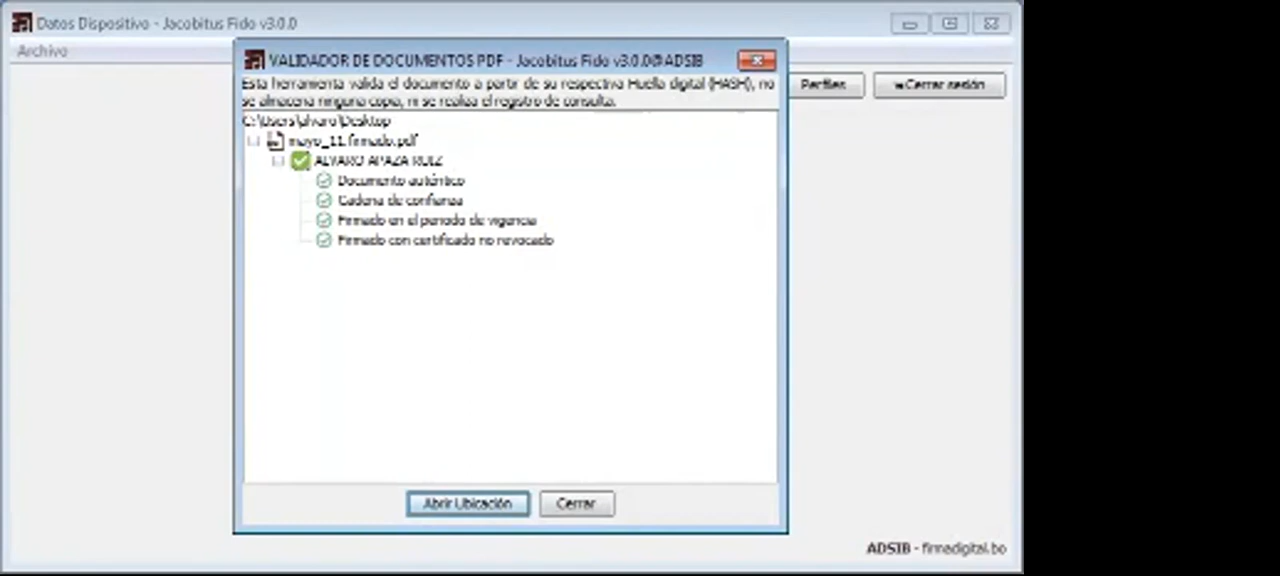 Datos Dispositivo - Jacobitus Fido v3.0.0
Archivo
VALIDADOR DE DOCUMENTOS PDF - Jacobitus Fido v3.0.0@ADSIB
Esta herramienta valida el documento a partir de su respectiva Huella digital (HASH), no
se almacena ninguna copia, ni se realiza el registro de consulta.
Perfiles
Cerrar sesión
C:\Users\alvaro\Desktop
mayo_11.firmado.pdf
ALVARO APAZA RUIZ
Documento auténtico
Cadena de confianza
Firmado en el periodo de vigencia
Firmado con certificado no revocado
Abrir Ubicación
Cerrar
ADSIB - firmadigital.bo